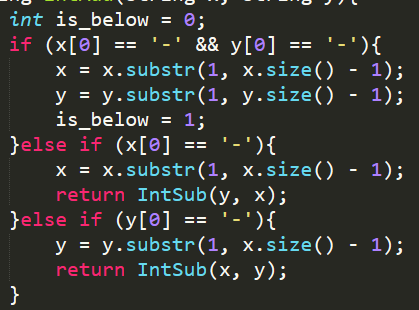 int is_below = 0;
if (x[0] == '-' && y[0] == '-'){
x = x.substr(1, x.size() - 1);
y = y.substr(1, y.size() - 1);
is_below = 1;
}else if (x[0] == '-'){
x = x.substr(1, x.size() - 1);
return IntSub(y, x);
}else if (y[0] == '-'){
y = y.substr(1, x.size() - 1);
return IntSub(x, y);
}